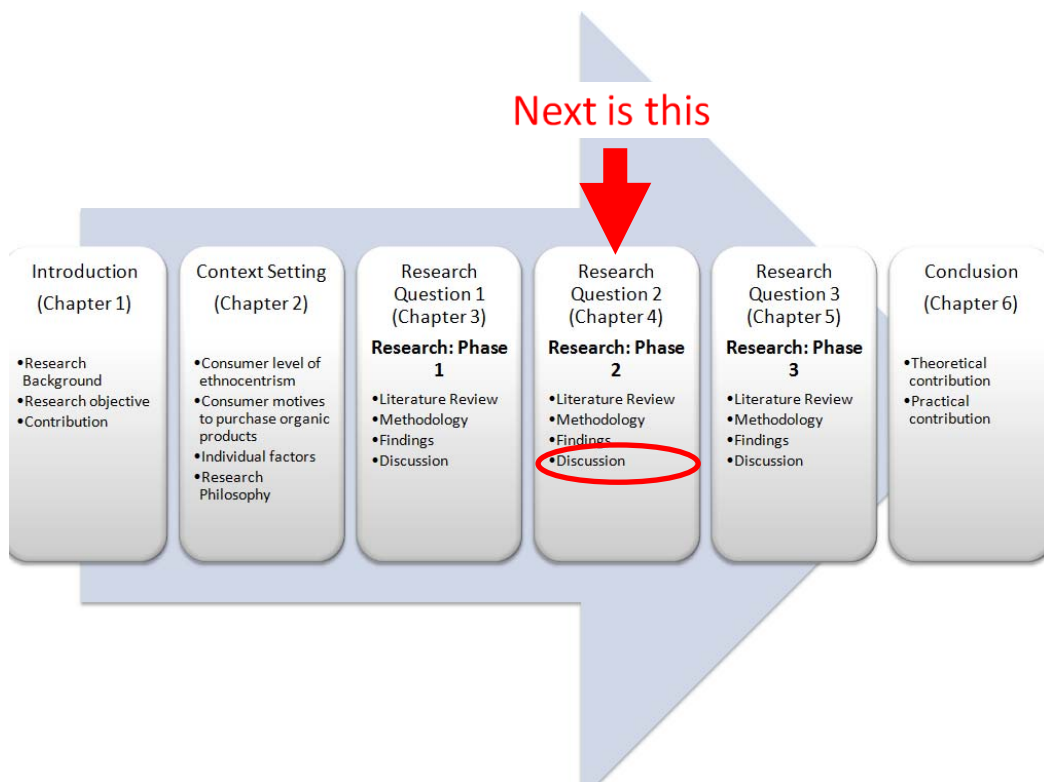 Next is this
Introduction
(Chapter 1)
•Research
Background
•Research objective
•Contribution
Context Setting
(Chapter 2)
•Consumer level of
ethnocentrism
•Consumer motives
to purchase organic
products
•Individual factors
•Research
Philosophy
Research
Question 1
(Chapter 3)
Research: Phase
1
•Literature Review
•Methodology
•Findings
•Discussion
Research
Question 2
(Chapter 4)
Research: Phase
2
•Literature Review
•Methodology
•Findings
•Discussion
Research
Question 3
(Chapter 5)
Research: Phase
3
•Literature Review
•Methodology
•Findings
•Discussion
Conclusion
(Chapter 6)
•Theoretical
contribution
•Practical
contribution